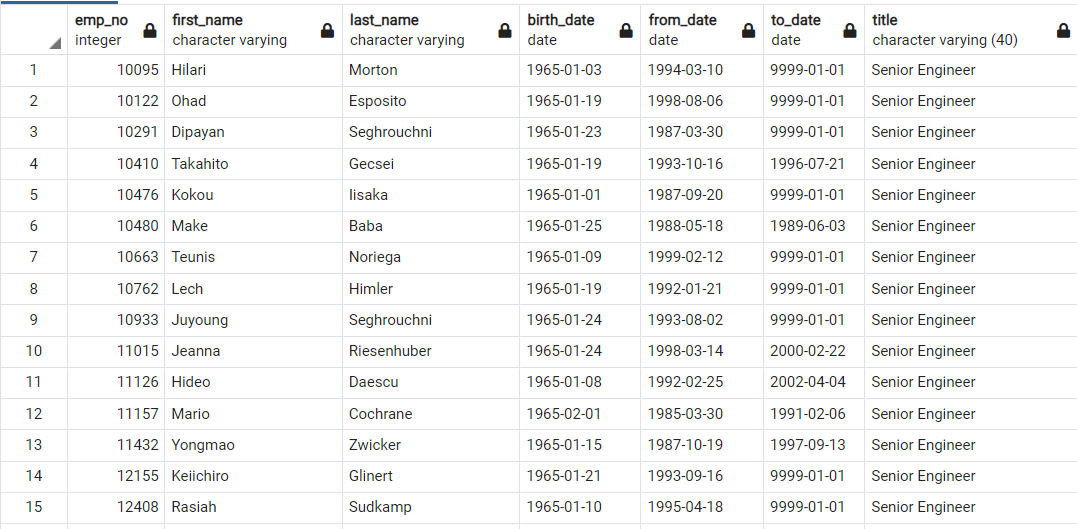 emp_no first_name last_name birth_date from_date to_date title
integer character varying character varying date date date character varying (40)
1 10095 Hilari Morton 1965-01-03 1994-03-10 9999-01-01 Senior Engineer
2 10122 Ohad Esposito 1965-01-19 1998-08-06 9999-01-01 Senior Engineer
3 10291 Dipayan Seghrouchni 1965-01-23 1987-03-30 9999-01-01 Senior Engineer
4 10410 Takahito Gecsei 1965-01-19 1993-10-16 1996-07-21 Senior Engineer
5 10476 Kokou Iisaka 1965-01-01 1987-09-20 9999-01-01 Senior Engineer
6 10480 Make Baba 1965-01-25 1988-05-18 1989-06-03 Senior Engineer
7 10663 Teunis Noriega 1965-01-09 1999-02-12 9999-01-01 Senior Engineer
8 10762 Lech Himler 1965-01-19 1992-01-21 9999-01-01 Senior Engineer
9 10933 Juyoung Seghrouchni 1965-01-24 1993-08-02 9999-01-01 Senior Engineer
10 11015 Jeanna Riesenhuber 1965-01-24 1998-03-14 2000-02-22 Senior Engineer
11 11126 Hideo Daescu 1965-01-08 1992-02-25 2002-04-04 Senior Engineer
12 11157 Mario Cochrane 1965-02-01 1985-03-30 1991-02-06 Senior Engineer
13 11432 Yongmao Zwicker 1965-01-15 1987-10-19 1997-09-13 Senior Engineer
14 12155 Keiichiro Glinert 1965-01-21 1993-09-16 9999-01-01 Senior Engineer
15 12408 Rasiah Sudkamp 1965-01-10 1995-04-18 9999-01-01 Senior Engineer